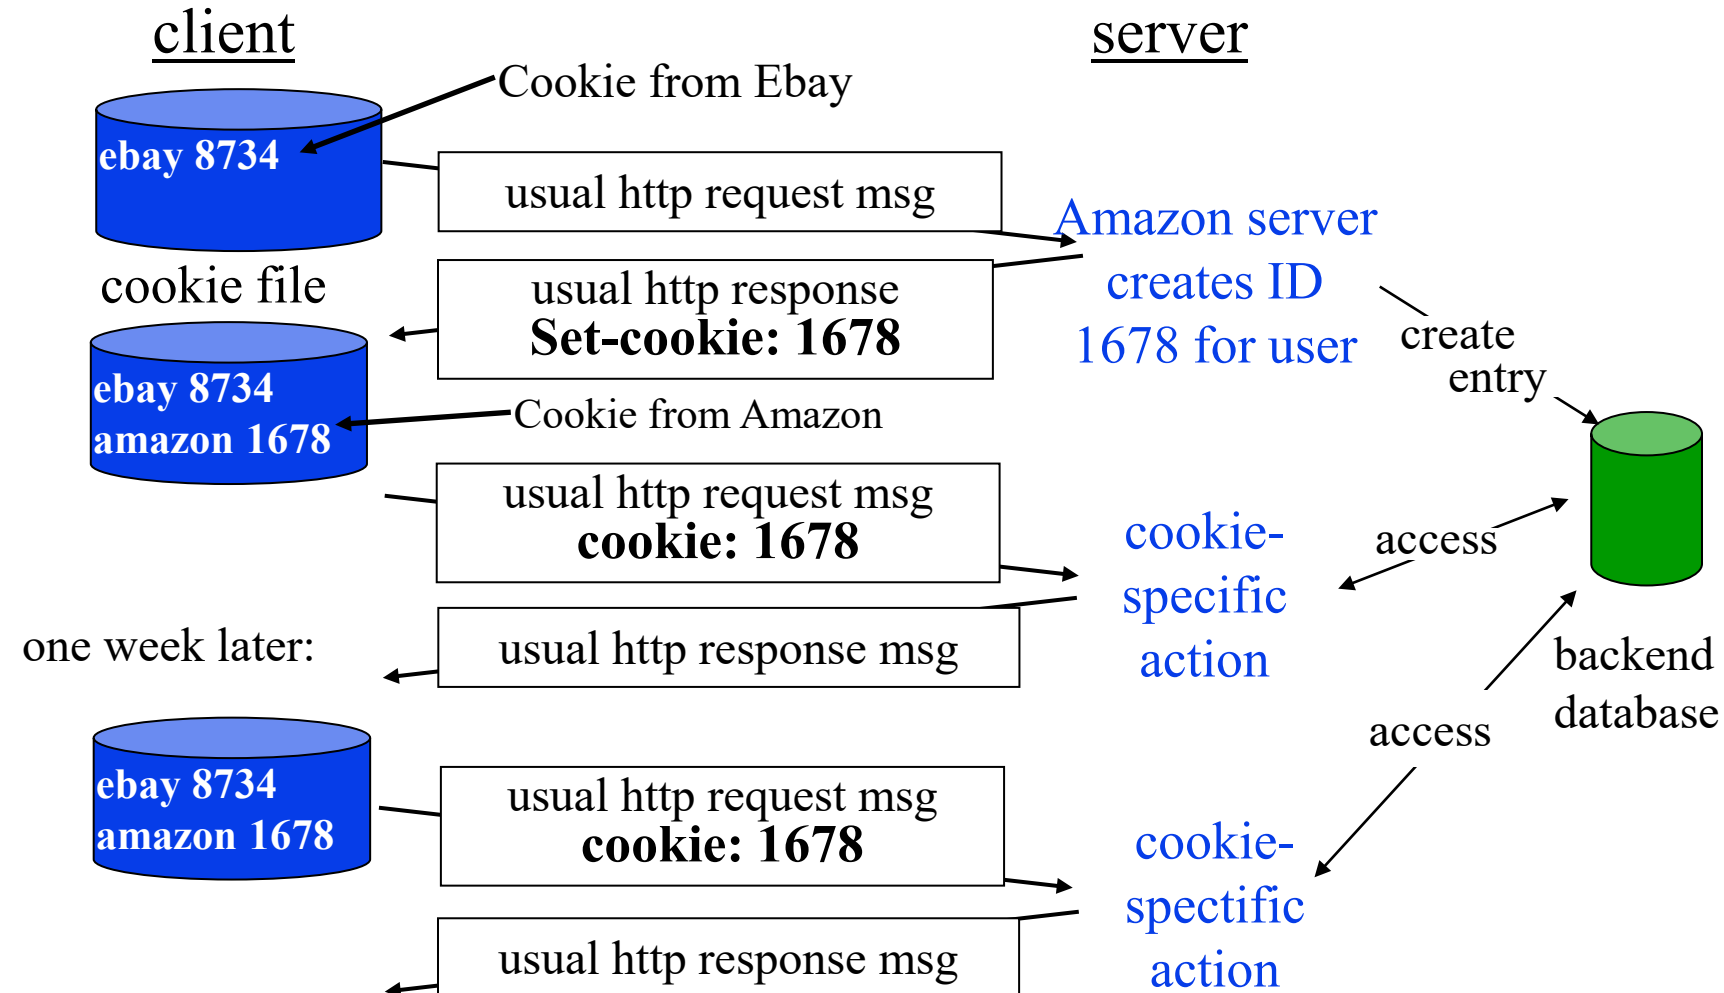 client
server
Cookie from Ebay
ebay 8734
usual http request msg
Amazon server
creates ID
1678 for user
cookie file
usual http response
Set-cookie: 1678
create
entry
ebay 8734
amazon 1678
Cookie from Amazon
usual http request msg
cookie: 1678
cookie-
specific
action
access
one week later:
usual http response msg
backend
database
access
ebay 8734
amazon 1678
usual http request msg
cookie: 1678
cookie-
spectific
action
usual http response msg